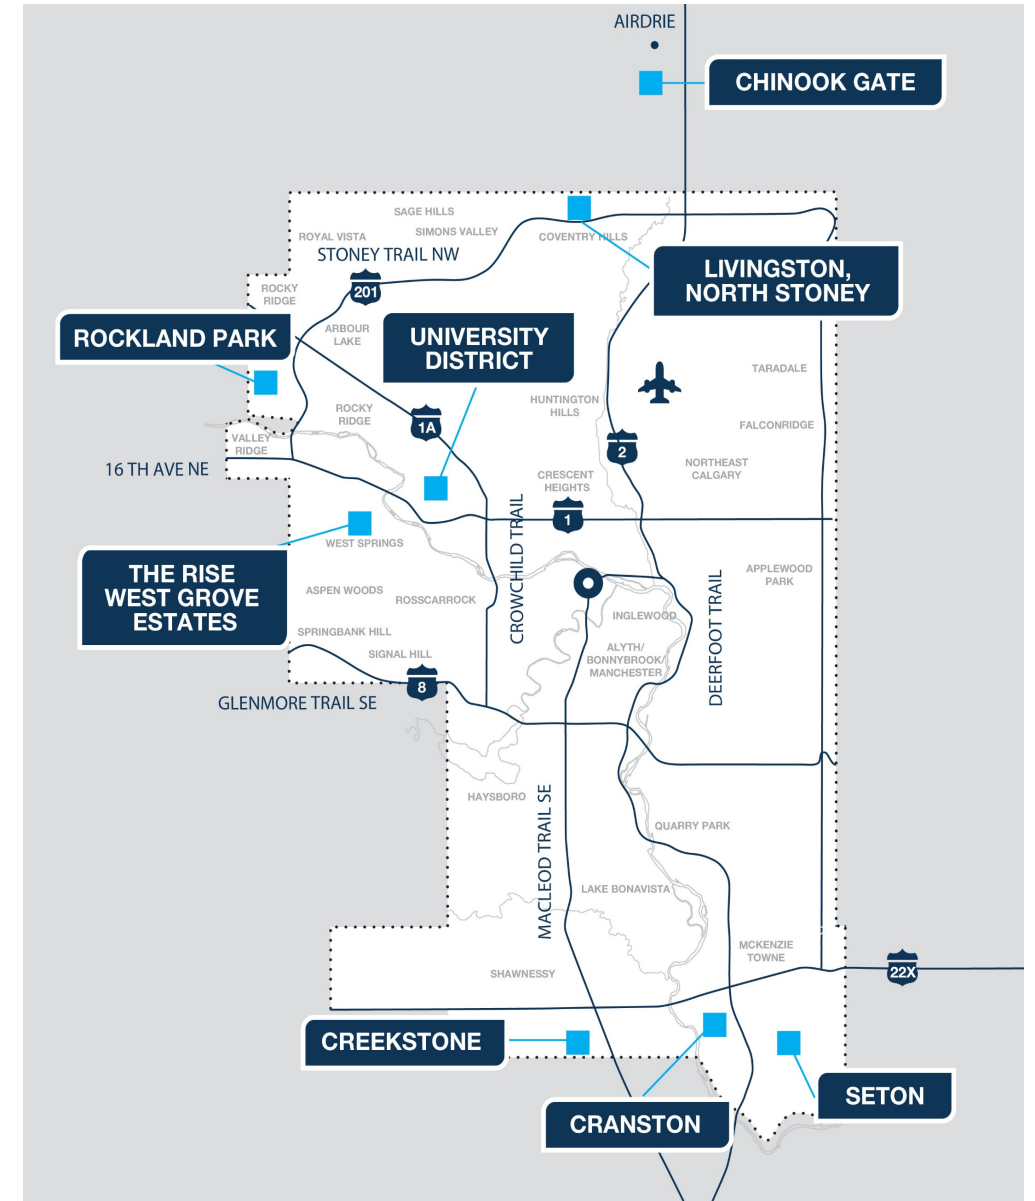 AIRDRIE
CHINOOK GATE
SAGE HILLS
SIMONS VALLEY
ROYAL VISTA
COVENTRY HILLS
STONEY TRAIL NW
LIVINGSTON,
NORTH STONEY
ROCKY
RIDGE
201
ROCKLAND PARK
ARBOUR
LAKE
UNIVERSITY
DISTRICT
TARADALE
HUNTINGTON
HILLS
ROCKY
RIDGE
1A
FALCONRIDGE
VALLEY
RIDGE
2
16 TH AVE NE
NORTHEAST
CALGARY
CRESCENT
HEIGHTS
1
WEST SPRINGS
CROWCHILD TRAIL
THE RISE
WEST GROVE
ESTATES
ASPEN WOODS
ROSSCARROCK
APPLEWOOD
PARK
DEERFOOT TRAIL
INGLEWOOD
SPRINGBANK HILL
SIGNAL HILL
ALYTH/
BONNYBROOK/
MANCHESTER
8
GLENMORE TRAIL SE
HAYSBORO
MACLEOD TRAIL SE
QUARRY PARK
LAKE BONAVISTA
MCKENZIE
TOWNE
SHAWNESSY
22X
CREEKSTONE
CRANSTON
SETON